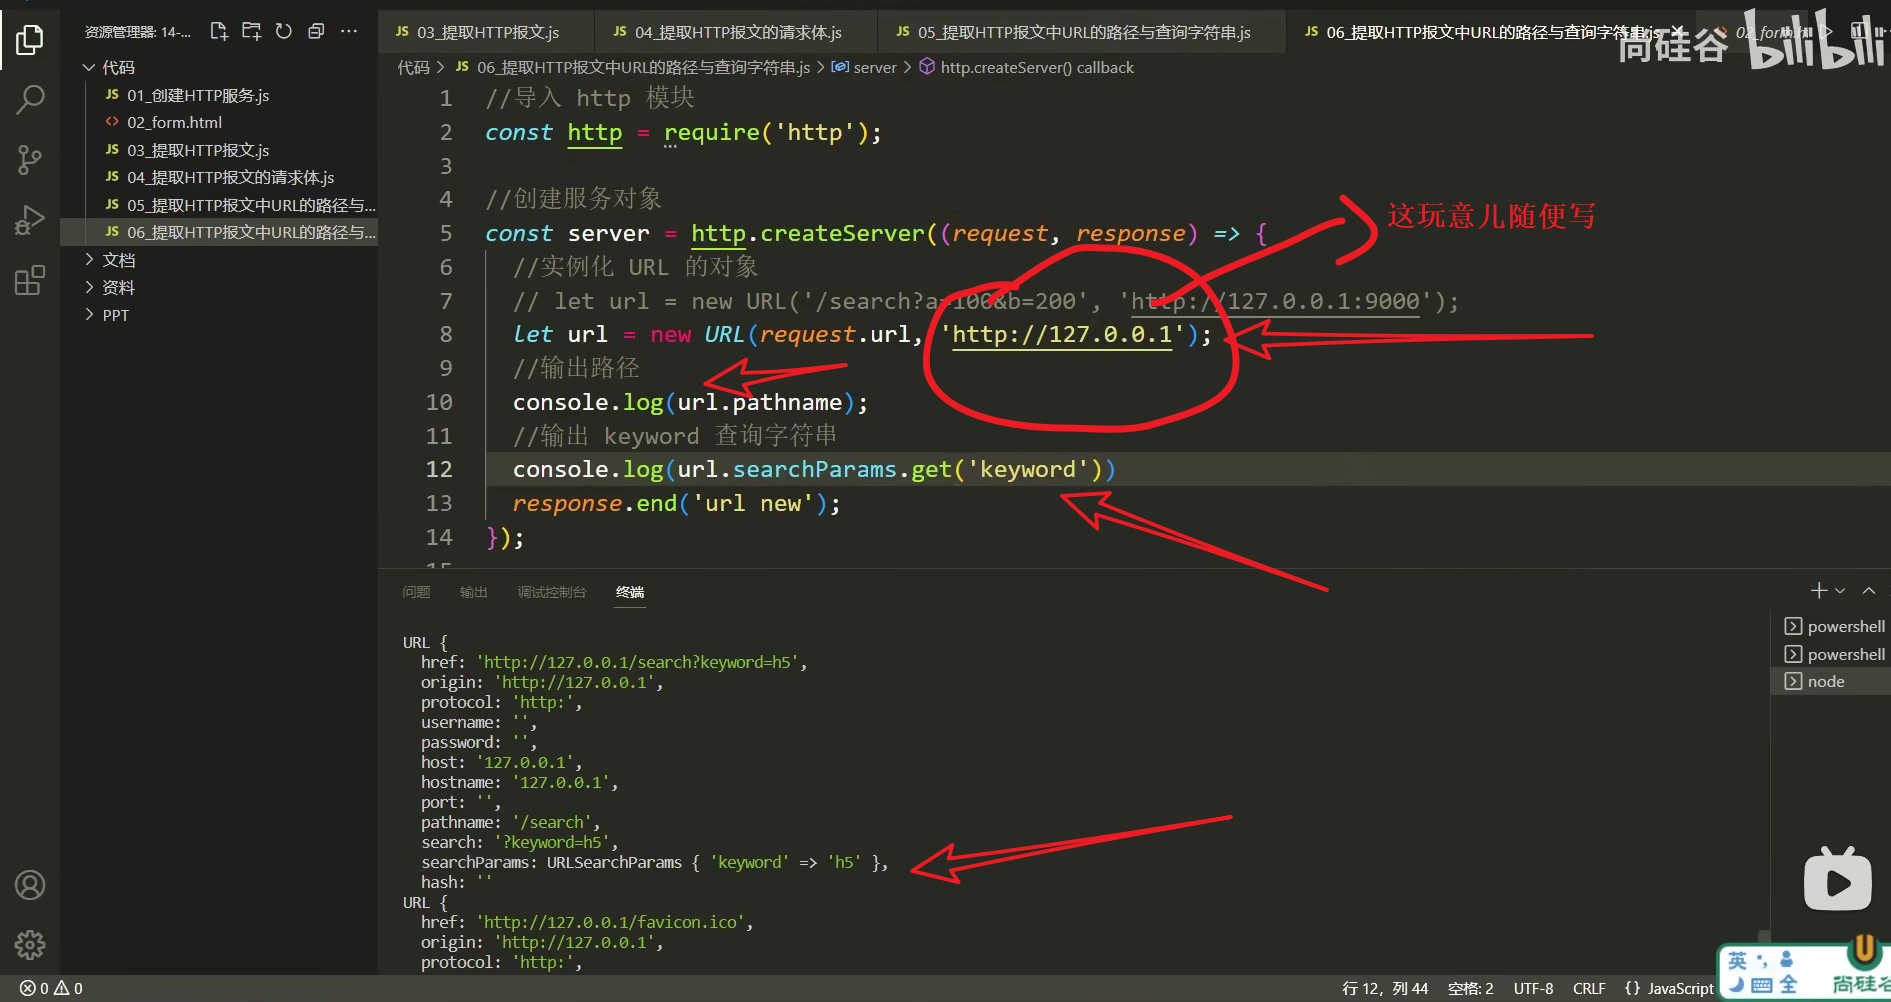 资源管理器: 14-...
代码
JS 01_创建HTTP服务.js
<> 02_form.html
JS 03_提取HTTP报文.js
JS 04_提取HTTP报文的请求体.js
JS 05_提取HTTP报文中URL的路径与...
JS 06_提取HTTP报文中URL的路径与...
文档
资料
PPT
JS 03_提取HTTP报文.js JS 04_提取HTTP报文的请求体.js JS 05_提取HTTP报文中URL的路径与查询字符串.js JS 06_提取HTTP报文中URL的路径与查询字符串.js 02_form.
尚硅谷 bilibili
代码 > JS 06_提取HTTP报文中URL的路径与查询字符串.js > server > http.createServer() callback
1 //导入 http 模块
2 const http = require('http');
3
4 //创建服务对象
5 const server = http.createServer((request, response) => {
6 //实例化 URL 的对象
7 // let url = new URL('/search?a=100&b=200', 'http://127.0.0.1:9000');
8 let url = new URL(request.url, 'http://127.0.0.1');
9 //输出路径
10 console.log(url.pathname);
11 //输出 keyword 查询字符串
12 console.log(url.searchParams.get('keyword'))
13 response.end('url new');
14 });
15
这玩意儿随便写
问题 输出 调试控制台 终端
URL {
href: 'http://127.0.0.1/search?keyword=h5',
origin: 'http://127.0.0.1',
protocol: 'http:',
username: '',
password: '',
host: '127.0.0.1',
hostname: '127.0.0.1',
port: '',
pathname: '/search',
search: '?keyword=h5',
searchParams: URLSearchParams { 'keyword' => 'h5' },
hash: ''
URL {
href: 'http://127.0.0.1/favicon.ico',
origin: 'http://127.0.0.1',
protocol: 'http:',
powershell
powershell
node
英
全
尚硅谷
0 0
行 12，列 44 空格: 2 UTF-8 CRLF {} JavaScript